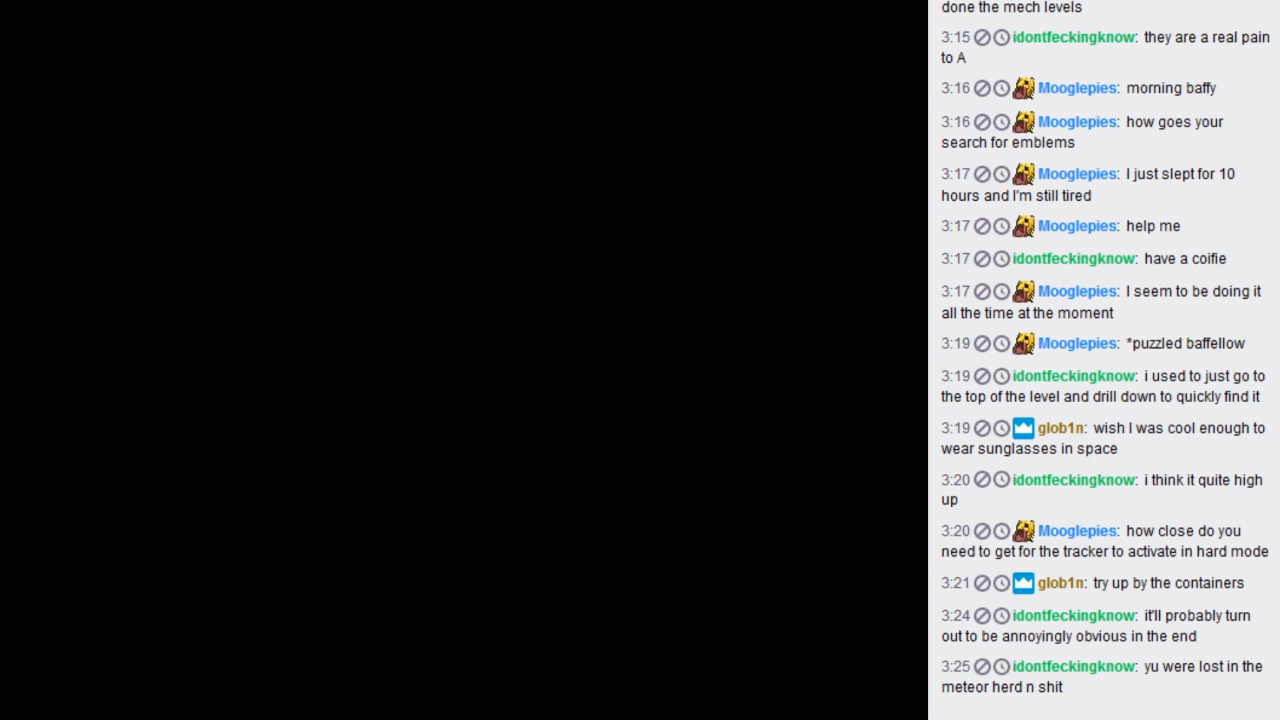 done the mech levels
3:15 idontfeckingknow: they are a real pain
to A
3:16 Mooglepies: morning baffy
3:16 Mooglepies: how goes your
search for emblems
3:17 Mooglepies: I just slept for 10
hours and I'm still tired
3:17 Mooglepies: help me
3:17 idontfeckingknow: have a coifie
3:17 Mooglepies: I seem to be doing it
all the time at the moment
3:19 Mooglepies: *puzzled baffellow
3:19 idontfeckingknow: i used to just go to
the top of the level and drill down to quickly find it
3:19 glob1n: wish I was cool enough to
wear sunglasses in space
3:20 idontfeckingknow: i think it quite high
up
3:20 Mooglepies: how close do you
need to get for the tracker to activate in hard mode
3:21 glob1n: try up by the containers
3:24 idontfeckingknow: it'll probably turn
out to be annoyingly obvious in the end
3:25 idontfeckingknow: yu were lost in the
meteor herd n shit